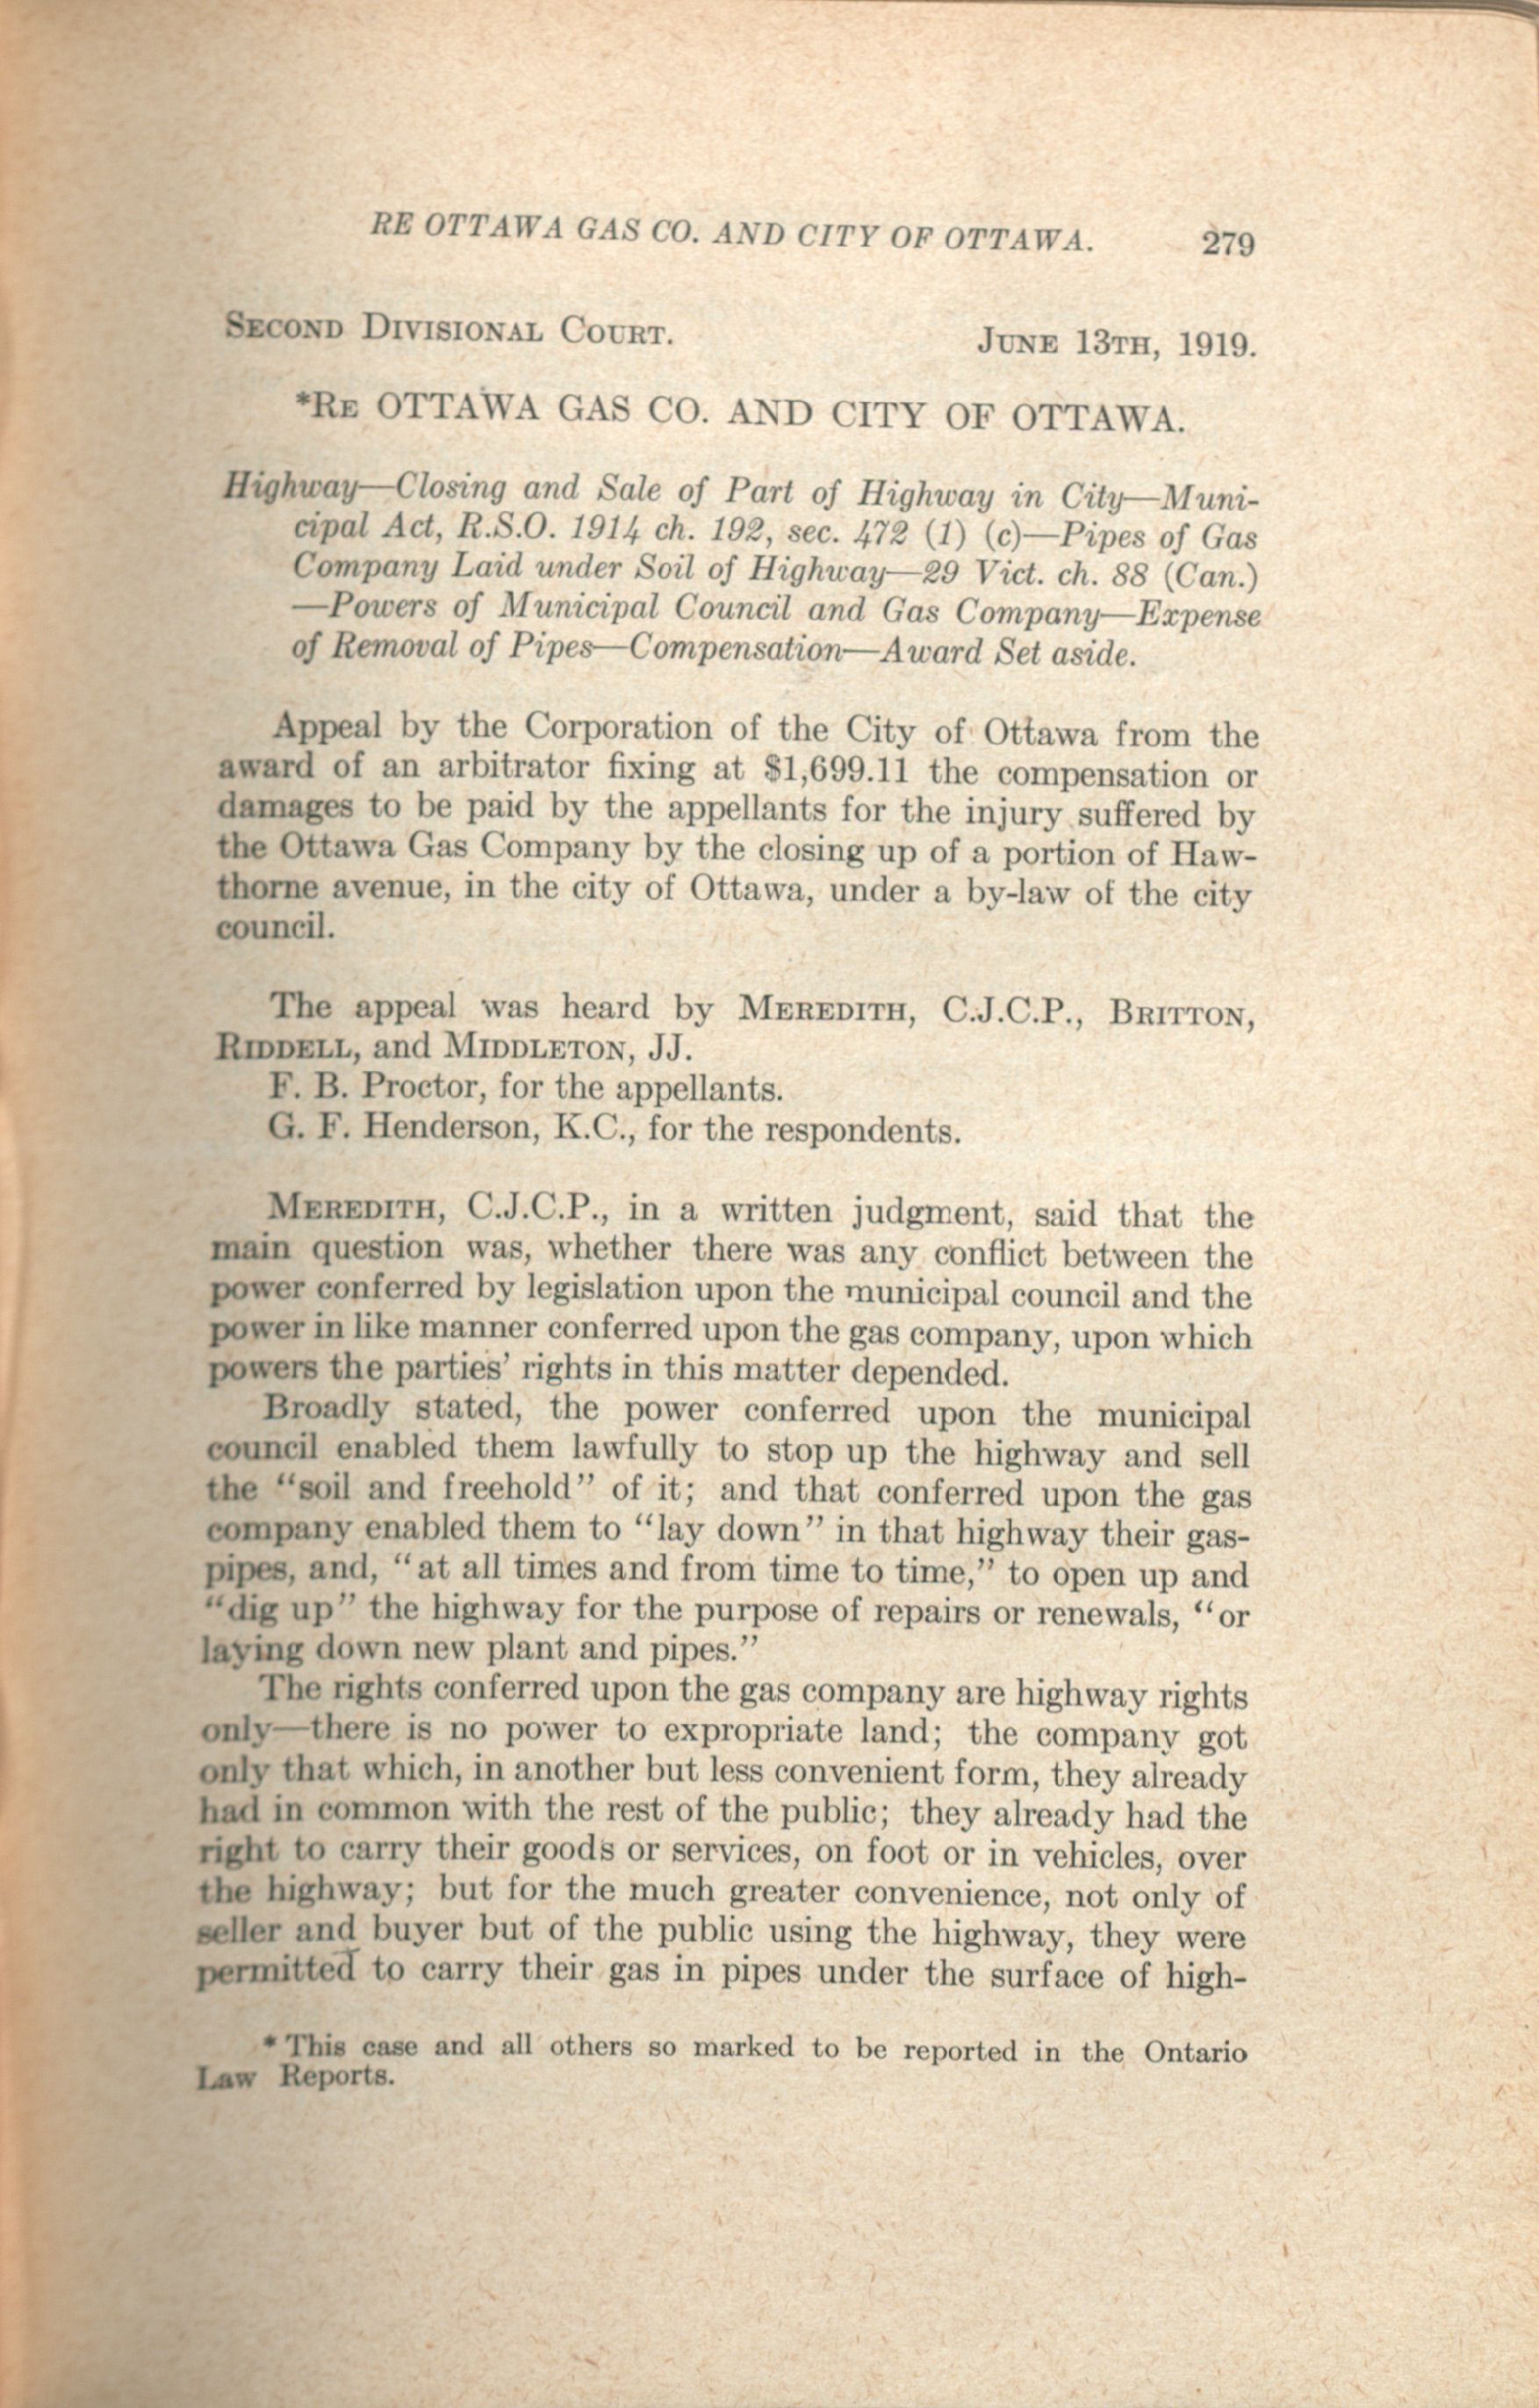 RE OTTAWA GAS CO. AND CITY OF OTTAWA. 279
SECOND DIVISIONAL COURT. JUNE 13TH, 1919.
*RE OTTAWA GAS CO. AND CITY OF OTTAWA.
Highway—Closing and Sale of Part of Highway in City—Muni-
cipal Act, R.S.O. 1914 ch. 192, sec. 472 (1) (c)—Pipes of Gas
Company Laid under Soil of Highway—29 Vict. ch. 88 (Can.)
—Powers of Municipal Council and Gas Company—Expense
of Removal of Pipes—Compensation—Award Set aside.
Appeal by the Corporation of the City of Ottawa from the
award of an arbitrator fixing at $1,699.11 the compensation or
damages to be paid by the appellants for the injury suffered by
the Ottawa Gas Company by the closing up of a portion of Haw-
thorne avenue, in the city of Ottawa, under a by-law of the city
council.
The appeal was heard by MEREDITH, C.J.C.P., BRITTON,
RIDDELL, and MIDDLETON, JJ.
F. B. Proctor, for the appellants.
G. F. Henderson, K.C., for the respondents.
MEREDITH, C.J.C.P., in a written judgment, said that the
main question was, whether there was any conflict between the
power conferred by legislation upon the municipal council and the
power in like manner conferred upon the gas company, upon which
powers the parties' rights in this matter depended.
Broadly stated, the power conferred upon the municipal
council enabled them lawfully to stop up the highway and sell
the "soil and freehold" of it; and that conferred upon the gas
company enabled them to "lay down" in that highway their gas-
pipes, and, "at all times and from time to time," to open up and
"dig up" the highway for the purpose of repairs or renewals, "or
laying down new plant and pipes."
The rights conferred upon the gas company are highway rights
only—there is no power to expropriate land; the company got
only that which, in another but less convenient form, they already
had in common with the rest of the public; they already had the
right to carry their goods or services, on foot or in vehicles, over
the highway; but for the much greater convenience, not only of
seller and buyer but of the public using the highway, they were
permitted to carry their gas in pipes under the surface of high-
* This case and all others so marked to be reported in the Ontario
Law Reports.